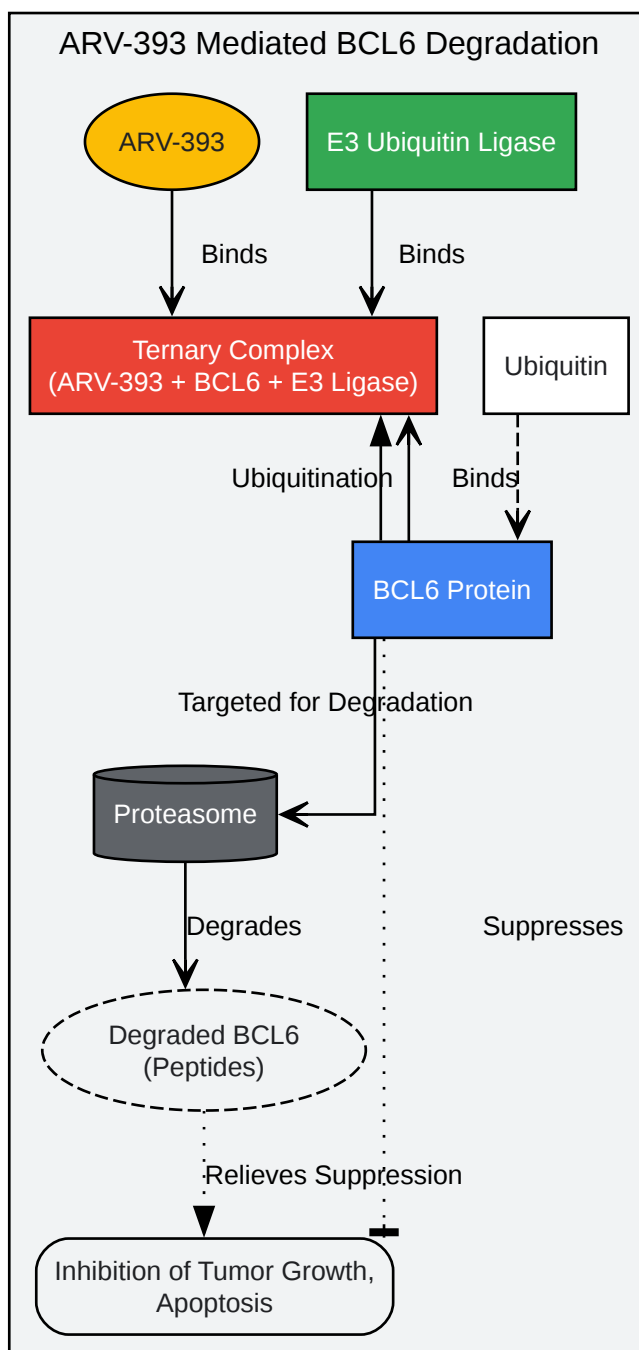 ARV-393 Mediated BCL6 Degradation
ARV-393
E3 Ubiquitin Ligase
Binds
Binds
Ternary Complex
(ARV-393 + BCL6 + E3 Ligase)
Ubiquitin
Ubiquitination
Binds
BCL6 Protein
Targeted for Degradation
Proteasome
Degrades
Suppresses
Degraded BCL6
(Peptides)
Relieves Suppression
Inhibition of Tumor Growth,
Apoptosis